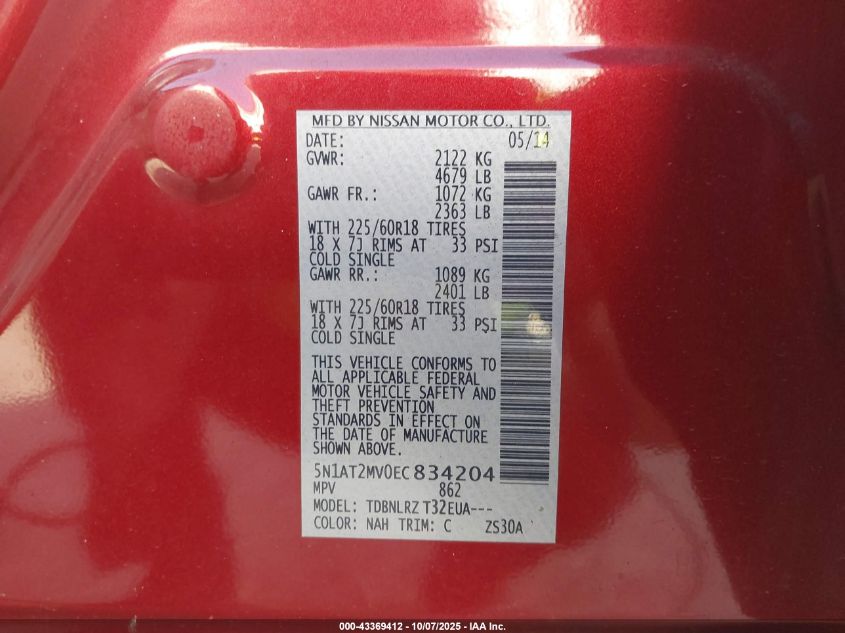 MFD BY NISSAN MOTOR CO., LTD.
DATE: 05/14
GVWR: 2122 KG
4679 LB
GAWR FR.: 1072 KG
2363 LB
WITH 225/60R18 TIRES
18 X 7J RIMS AT 33 PSI
COLD SINGLE
GAWR RR.: 1089 KG
2401 LB
WITH 225/60R18 TIRES
18 X 7J RIMS AT 33 PSI
COLD SINGLE
THIS VEHICLE CONFORMS TO
ALL APPLICABLE FEDERAL
MOTOR VEHICLE SAFETY AND
THEFT PREVENTION
STANDARDS IN EFFECT ON
THE DATE OF MANUFACTURE
SHOWN ABOVE.
5N1AT2MV0EC834204
MPV 862
MODEL: TDBNLRZ T32EUA---
COLOR: NAH TRIM: C ZS30A
000-43369412 - 10/07/2025 - IAA Inc.